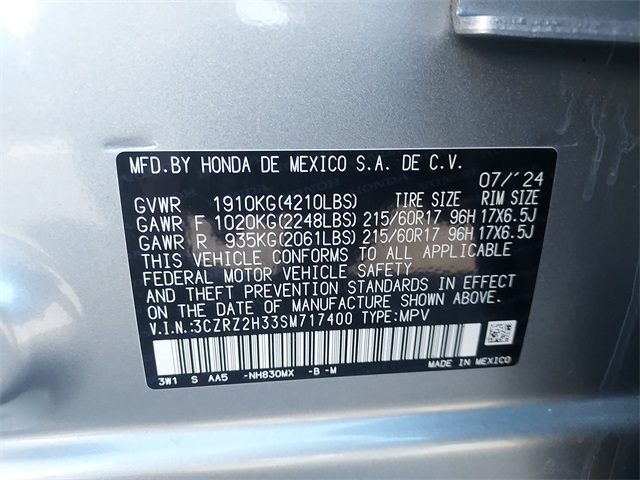 MFD.BY HONDA DE MEXICO S.A. DE C.V.
07/'24
GVWR 1910KG(4210LBS) TIRE SIZE RIM SIZE
GAWR F 1020KG(2248LBS) 215/60R17 96H 17X6.5J
GAWR R 935KG(2061LBS) 215/60R17 96H 17X6.5J
THIS VEHICLE CONFORMS TO ALL APPLICABLE
FEDERAL MOTOR VEHICLE SAFETY
AND THEFT PREVENTION STANDARDS IN EFFECT
ON THE DATE OF MANUFACTURE SHOWN ABOVE.
V.I.N.:3CZRZ2H33SM717400 TYPE:MPV
3W1 S AA5 -NH830MX -B -M MADE IN MEXICO